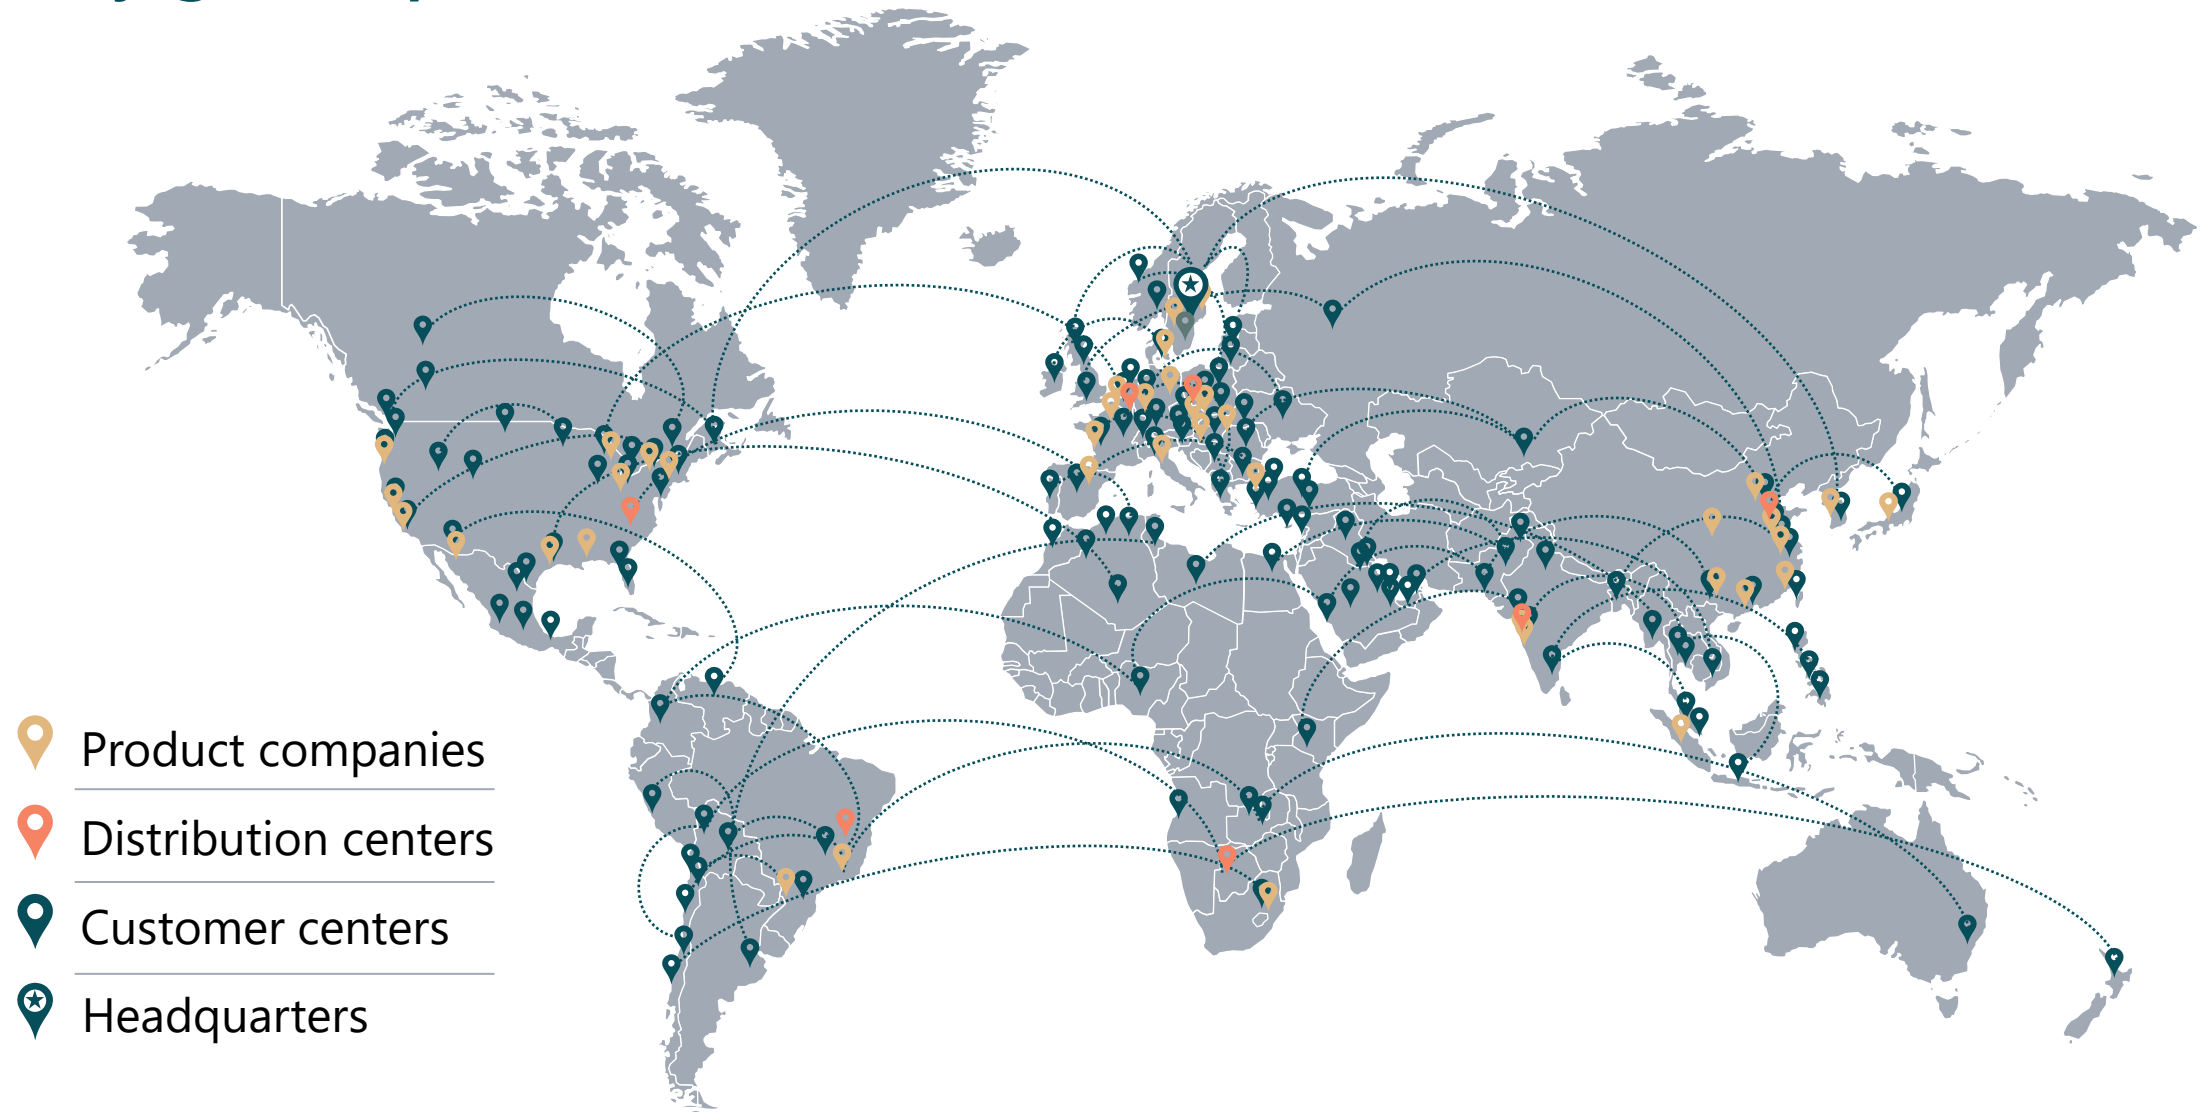 Product companies
Distribution centers
Customer centers
Headquarters